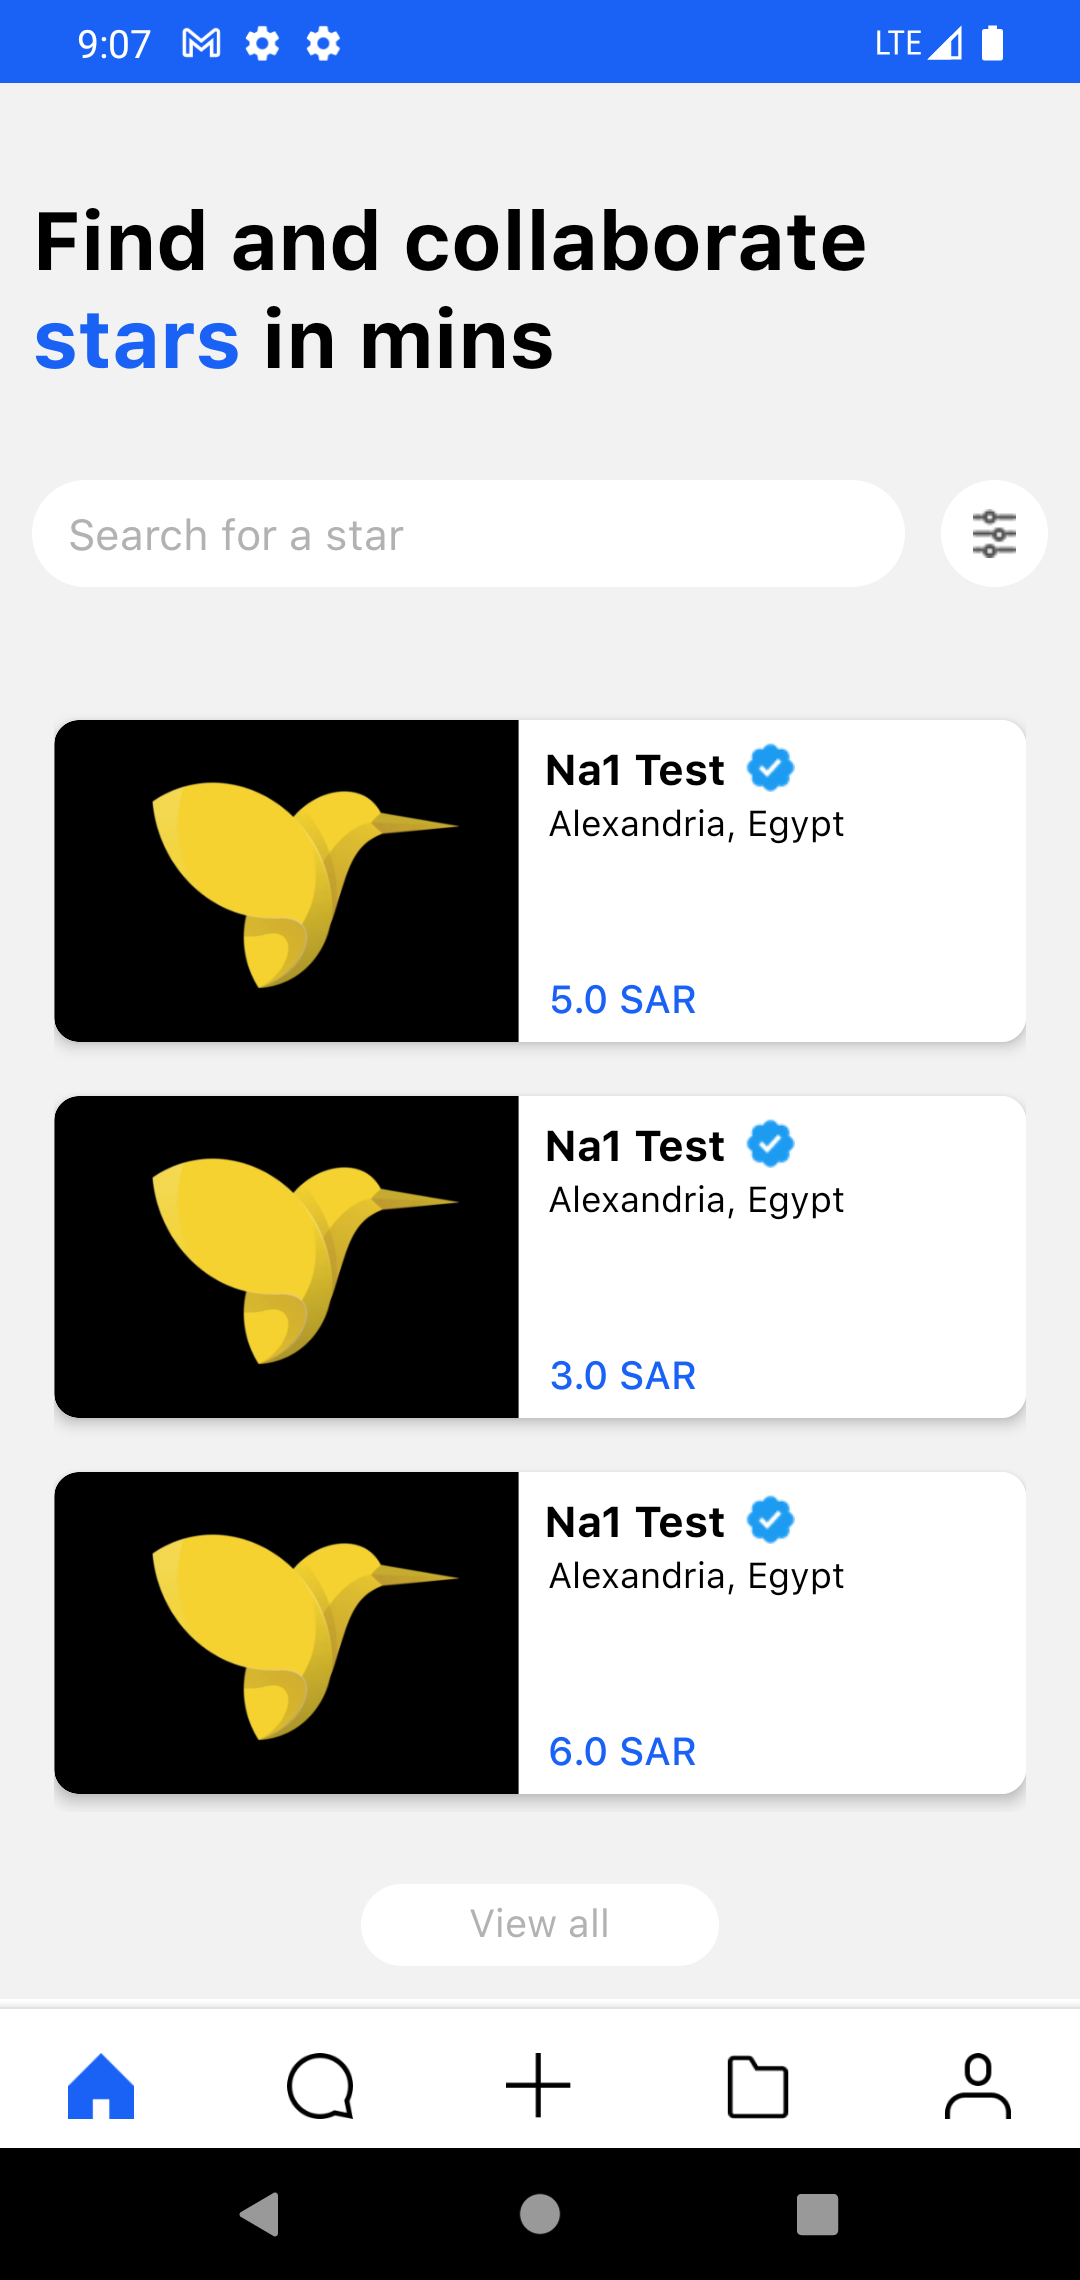 9:07
LTE
Find and collaborate
stars in mins
Search for a star
Na1 Test
Alexandria, Egypt
5.0 SAR
Na1 Test
Alexandria, Egypt
3.0 SAR
Na1 Test
Alexandria, Egypt
6.0 SAR
View all